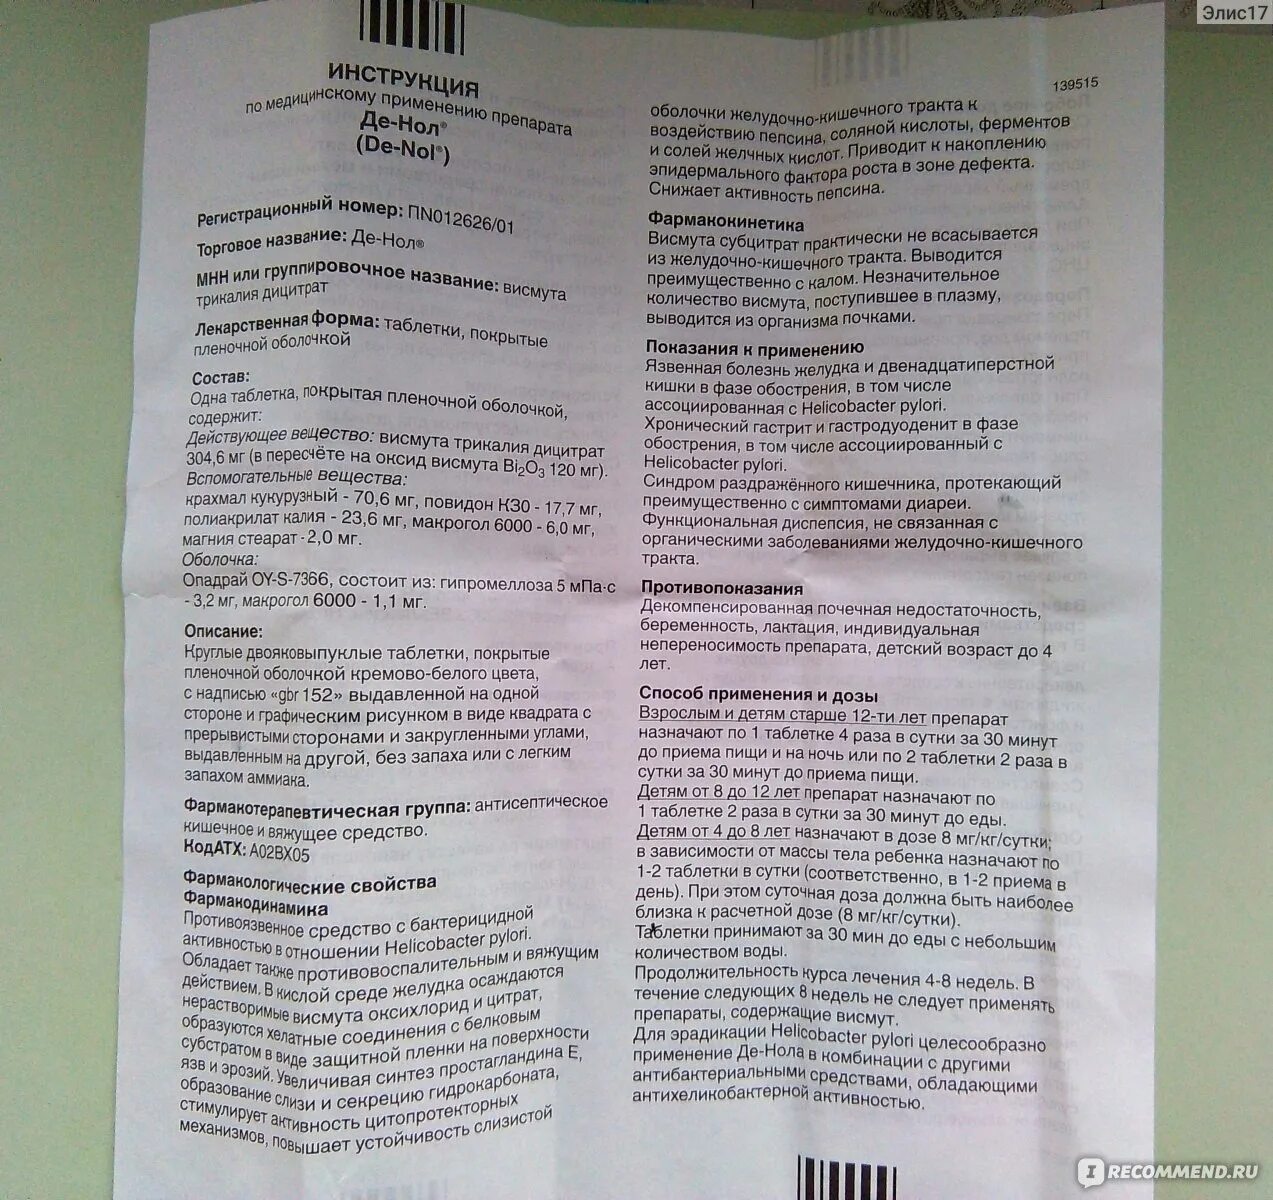 Элис17
ИНСТРУКЦИЯ
по медицинскому применению препарата
Де-Нол®
(De-Nol®)
Регистрационный номер: ПN012626/01
Торговое название: Де-Нол®
МНН или группировочное название: висмута
трикалия дицитрат
Лекарственная форма: таблетки, покрытые
пленочной оболочкой
Состав:
Одна таблетка, покрытая пленочной оболочкой,
содержит:
Действующее вещество: висмута трикалия дицитрат
304,6 мг (в пересчёте на оксид висмута Bi₂O₃ 120 мг).
Вспомогательные вещества:
крахмал кукурузный - 70,6 мг, повидон К30 - 17,7 мг,
полиакрилат калия - 23,6 мг, макрогол 6000 - 6,0 мг,
магния стеарат - 2,0 мг.
Оболочка:
Опадрай OY-S-7366, состоит из: гипромеллоза 5 мПа·с
- 3,2 мг, макрогол 6000 - 1,1 мг.
Описание:
Круглые двояковыпуклые таблетки, покрытые
пленочной оболочкой кремово-белого цвета,
с надписью «gbr 152» выдавленной на одной
стороне и графическим рисунком в виде квадрата с
прерывистыми сторонами и закругленными углами,
выдавленным на другой, без запаха или с легким
запахом аммиака.
Фармакотерапевтическая группа: антисептическое
кишечное и вяжущее средство.
Код АТХ: A02BX05
Фармакологические свойства
Фармакодинамика
Противоязвенное средство с бактерицидной
активностью в отношении Helicobacter pylori.
Обладает также противовоспалительным и вяжущим
действием. В кислой среде желудка осаждаются
нерастворимые висмута оксихлорид и цитрат,
образуются хелатные соединения с белковым
субстратом в виде защитной пленки на поверхности
язв и эрозий. Увеличивая синтез простагландина Е,
образование слизи и секрецию гидрокарбоната,
стимулирует активность цитопротекторных
механизмов, повышает устойчивость слизистой
139515
оболочки желудочно-кишечного тракта к
воздействию пепсина, соляной кислоты, ферментов
и солей желчных кислот. Приводит к накоплению
эпидермального фактора роста в зоне дефекта.
Снижает активность пепсина.
Фармакокинетика
Висмута субцитрат практически не всасывается
из желудочно-кишечного тракта. Выводится
преимущественно с калом. Незначительное
количество висмута, поступившее в плазму,
выводится из организма почками.
Показания к применению
Язвенная болезнь желудка и двенадцатиперстной
кишки в фазе обострения, в том числе
ассоциированная с Helicobacter pylori.
Хронический гастрит и гастродуоденит в фазе
обострения, в том числе ассоциированный с
Helicobacter pylori.
Синдром раздражённого кишечника, протекающий
преимущественно с симптомами диареи.
Функциональная диспепсия, не связанная с
органическими заболеваниями желудочно-кишечного
тракта.
Противопоказания
Декомпенсированная почечная недостаточность,
беременность, лактация, индивидуальная
непереносимость препарата, детский возраст до 4
лет.
Способ применения и дозы
Взрослым и детям старше 12-ти лет препарат
назначают по 1 таблетке 4 раза в сутки за 30 минут
до приема пищи и на ночь или по 2 таблетки 2 раза в
сутки за 30 минут до приема пищи.
Детям от 8 до 12 лет препарат назначают по
1 таблетке 2 раза в сутки за 30 минут до еды.
Детям от 4 до 8 лет назначают в дозе 8 мг/кг/сутки;
в зависимости от массы тела ребенка назначают по
1-2 таблетки в сутки (соответственно, в 1-2 приема в
день). При этом суточная доза должна быть наиболее
близка к расчетной дозе (8 мг/кг/сутки).
Таблетки принимают за 30 мин до еды с небольшим
количеством воды.
Продолжительность курса лечения 4-8 недель. В
течение следующих 8 недель не следует применять
препараты, содержащие висмут.
Для эрадикации Helicobacter pylori целесообразно
применение Де-Нола в комбинации с другими
антибактериальными средствами, обладающими
антихеликобактерной активностью.
IRECOMMEND.RU